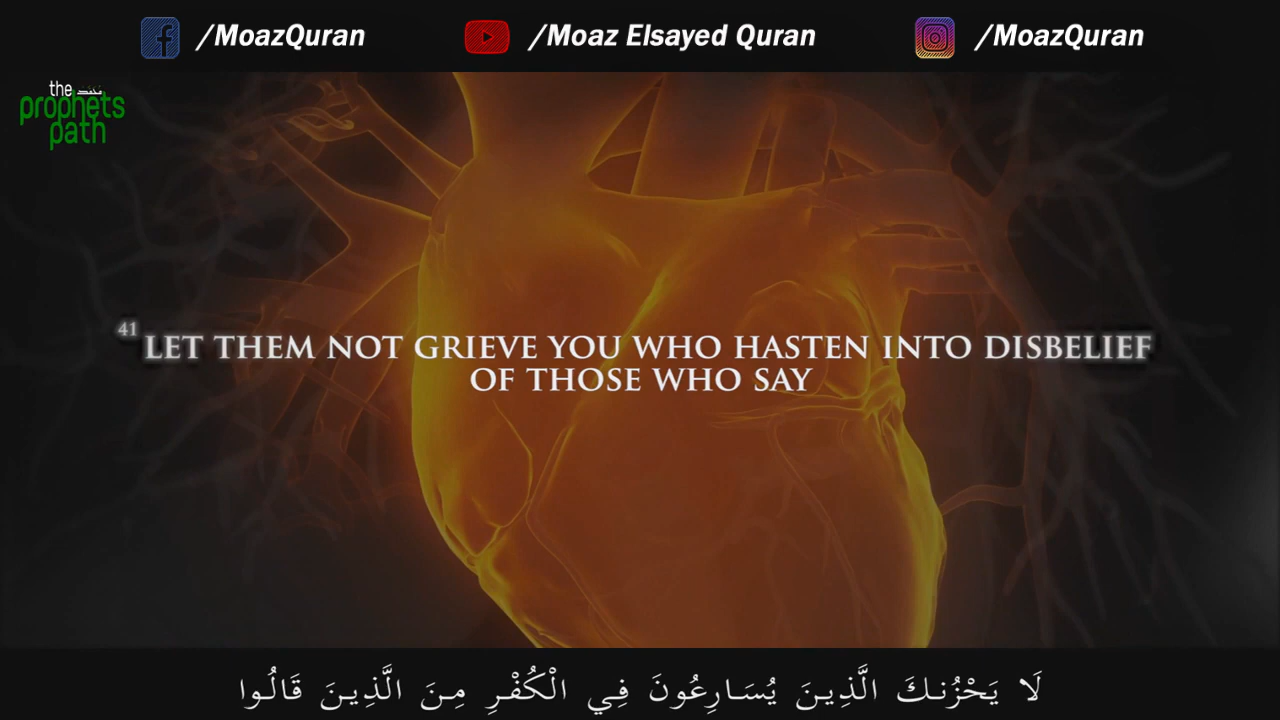 /MoazQuran
/Moaz Elsayed Quran
/MoazQuran
the محمد
prophets
path
41 LET THEM NOT GRIEVE YOU WHO HASTEN INTO DISBELIEF
OF THOSE WHO SAY
لَا يَحْزُنكَ الَّذِينَ يُسَارِعُونَ فِي الْكُفْرِ مِنَ الَّذِينَ قَالُوا